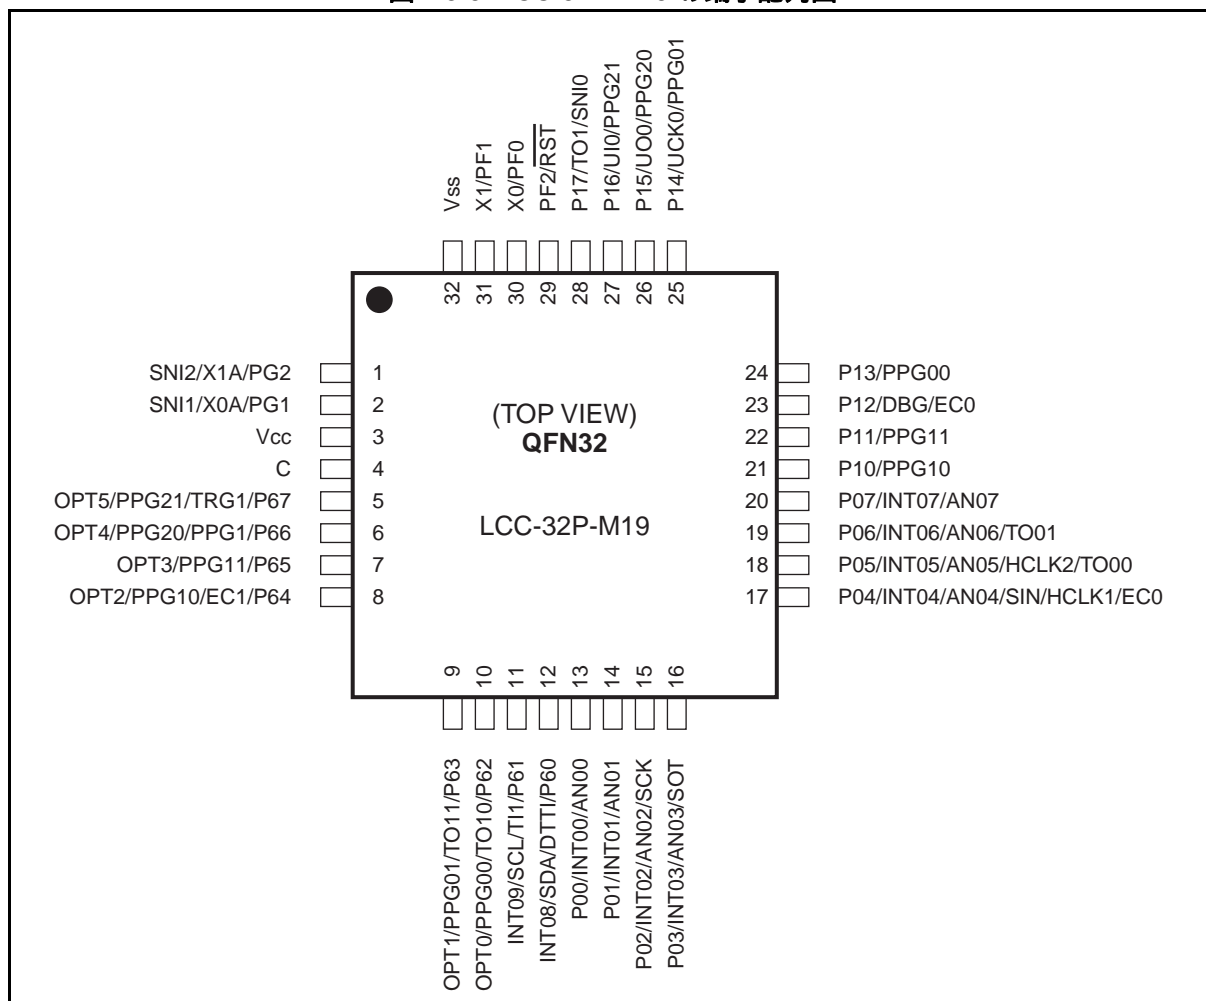 Vss
X1/PF1
X0/PF0
PF2/RST
P17/TO1/SNI0
P16/UI0/PPG21
P15/UO0/PPG20
P14/UCK0/PPG01
32
31
30
29
28
27
26
25
SNI2/X1A/PG2 1
SNI1/X0A/PG1 2
Vcc 3
C 4
OPT5/PPG21/TRG1/P67 5
OPT4/PPG20/PPG1/P66 6
OPT3/PPG11/P65 7
OPT2/PPG10/EC1/P64 8
(TOP VIEW)
QFN32
LCC-32P-M19
24 P13/PPG00
23 P12/DBG/EC0
22 P11/PPG11
21 P10/PPG10
20 P07/INT07/AN07
19 P06/INT06/AN06/TO01
18 P05/INT05/AN05/HCLK2/TO00
17 P04/INT04/AN04/SIN/HCLK1/EC0
9
10
11
12
13
14
15
16
OPT1/PPG01/TO11/P63
OPT0/PPG00/TO10/P62
INT09/SCL/TI1/P61
INT08/SDA/DTTI/P60
P00/INT00/AN00
P01/INT01/AN01
P02/INT02/AN02/SCK
P03/INT03/AN03/SOT